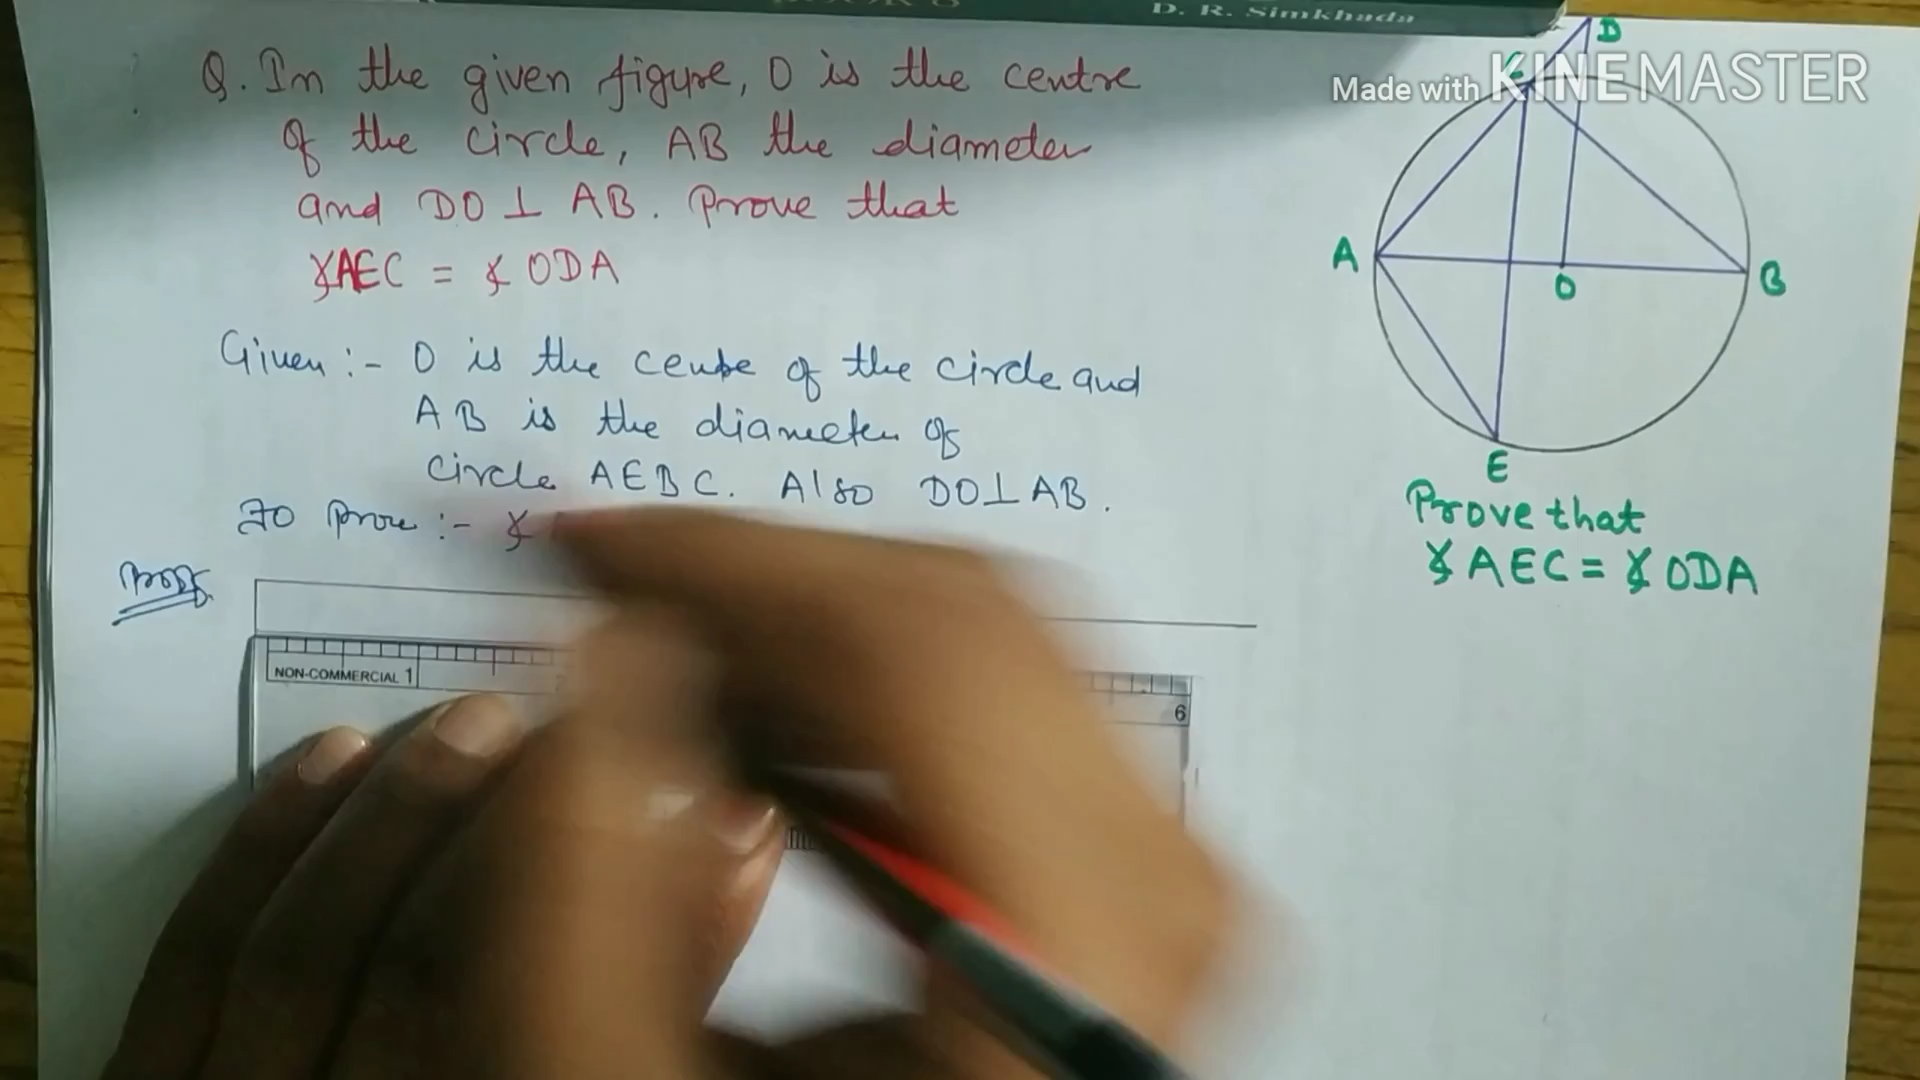 D. R. Simkhada
Q. In the given figure, O is the centre
of the circle, AB the diameter
and DO ⊥ AB. Prove that
∡AEC = ∡ODA
Given :- O is the centre of the circle and
AB is the diameter of
circle AEBC. Also DO⊥AB.
To prove :- ∡
Proof
NON-COMMERCIAL 1
6
Made with KINEMASTER
D
C
A
O
B
E
Prove that
∡AEC = ∡ODA